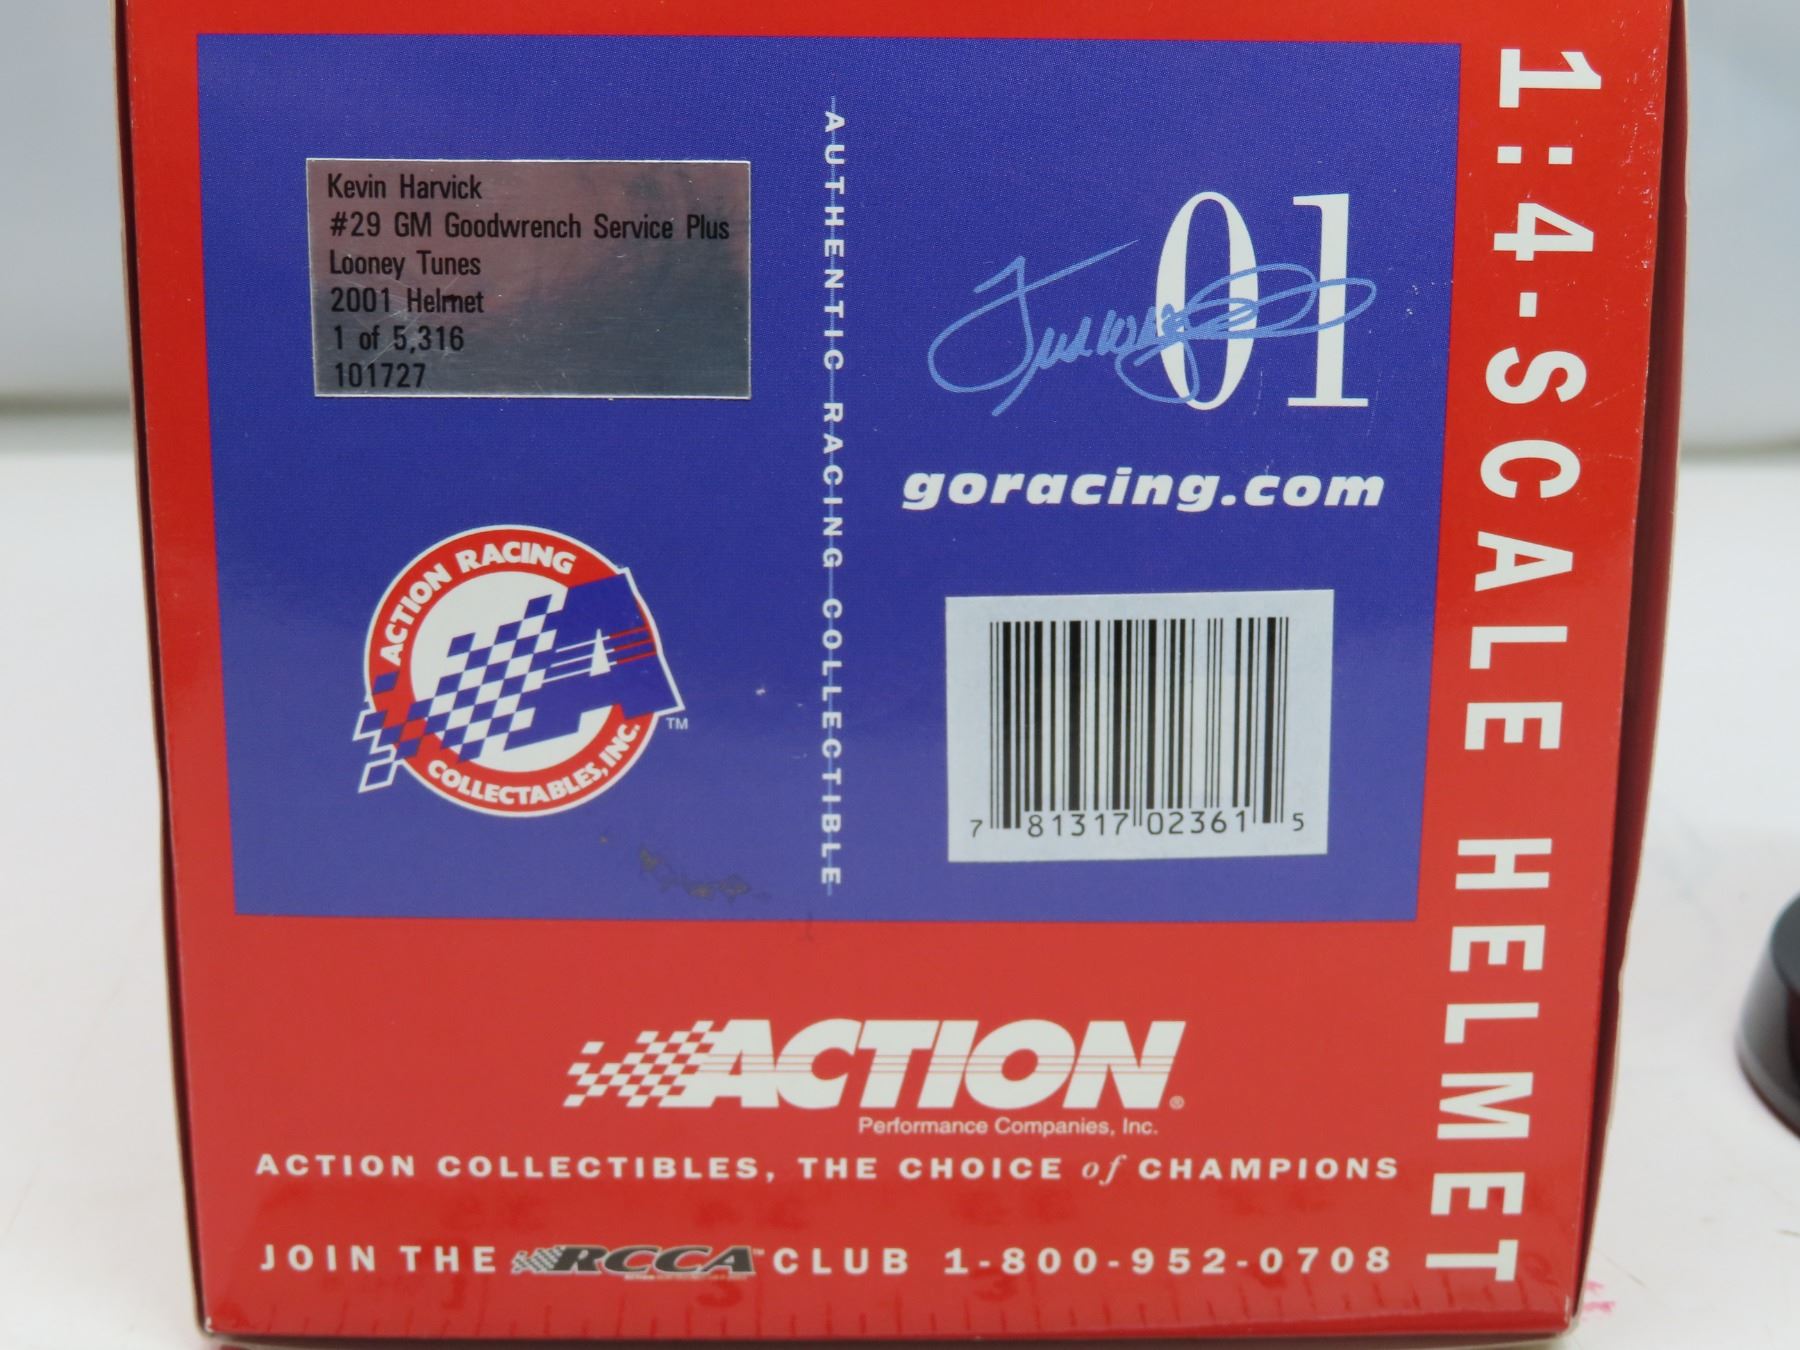 Kevin Harvick
#29 GM Goodwrench Service Plus
Looney Tunes
2001 Helmet
1 of 5,316
101727
ACTION RACING
COLLECTABLES, INC.
TM
AUTHENTIC RACING COLLECTIBLE
01
goracing.com
7 81317 02361 5
1:4-SCALE HELMET
ACTION®
Performance Companies, Inc.
ACTION COLLECTIBLES, THE CHOICE of CHAMPIONS
JOIN THE RCCA™ CLUB 1-800-952-0708